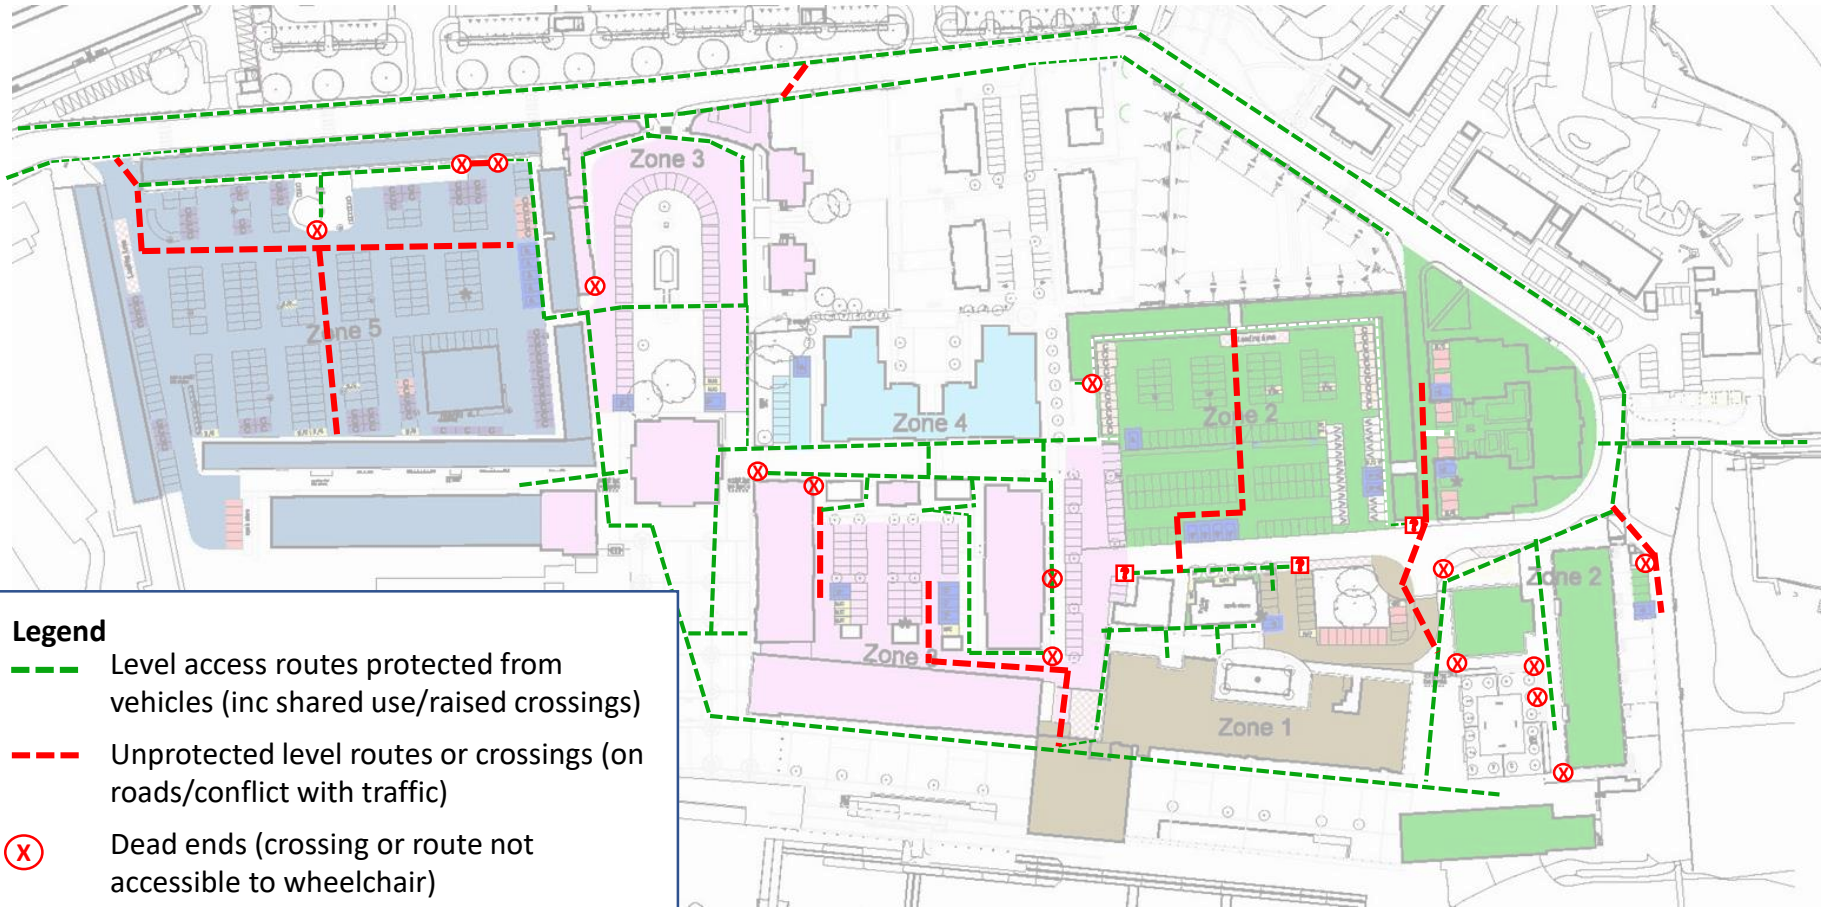 Zone 3
Zone 5
Zone 4
Zone 2
Zone 2
Zone
Zone 1
Legend
Level access routes protected from
vehicles (inc shared use/raised crossings)
Unprotected level routes or crossings (on
roads/conflict with traffic)
X
Dead ends (crossing or route not
accessible to wheelchair)